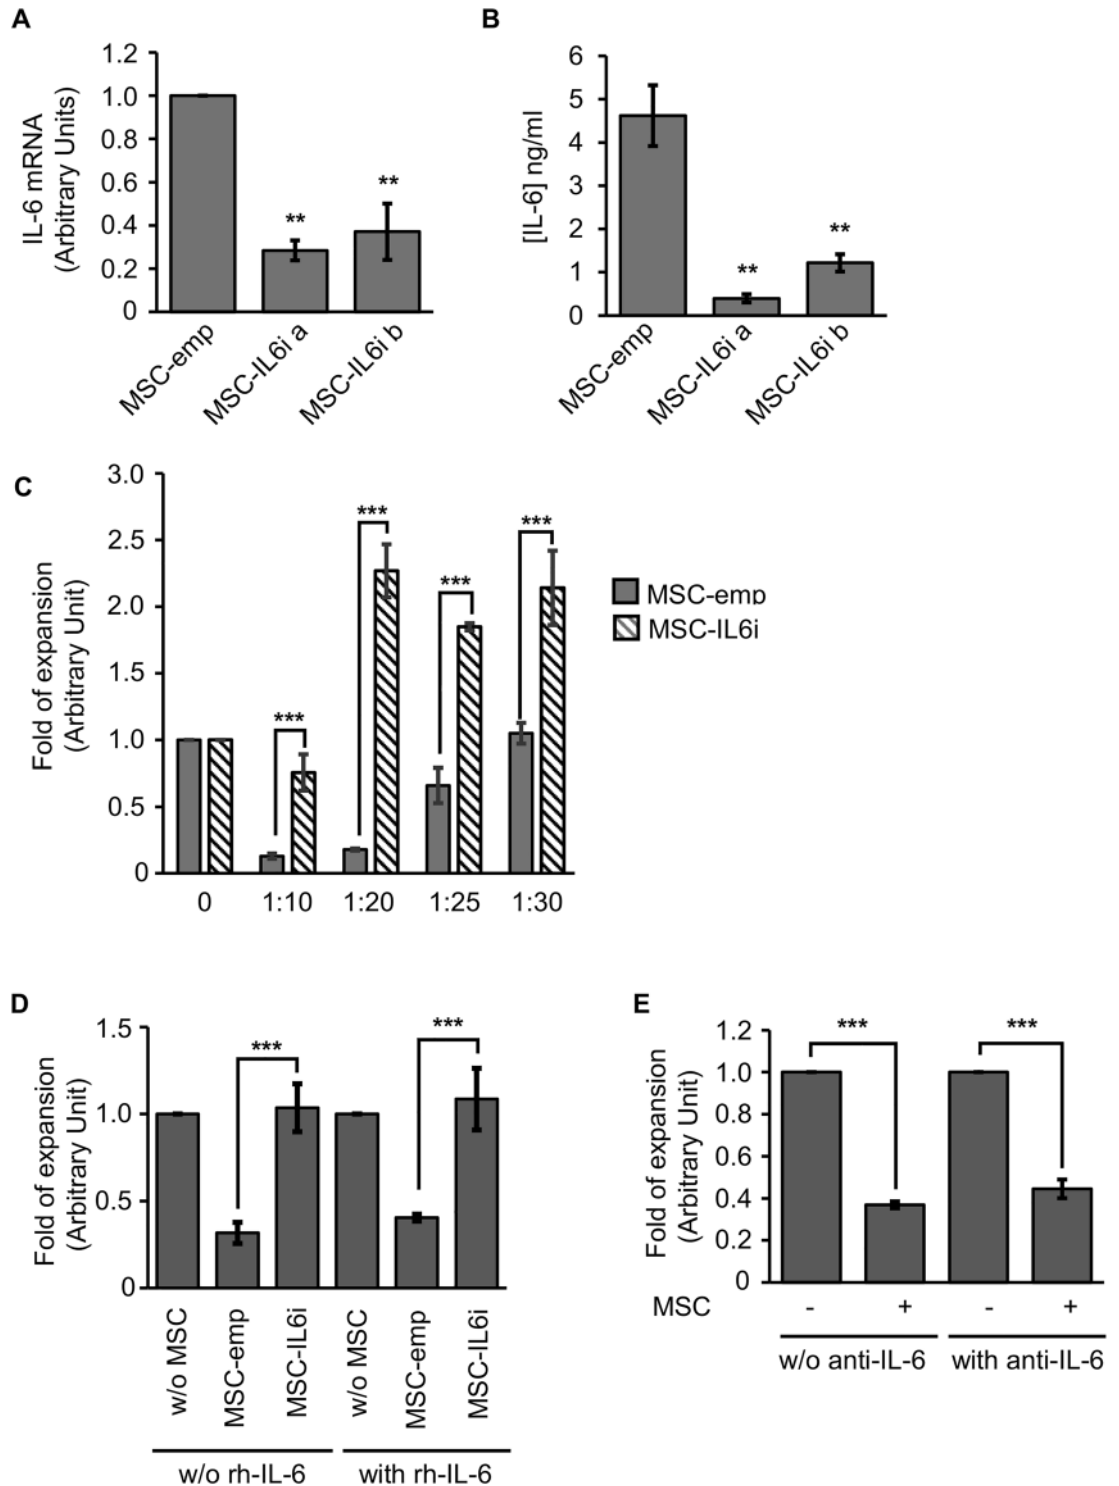 A
IL-6 mRNA
(Arbitrary Units)
1.2
1.0
0.8
0.6
0.4
0.2
0
**
**
MSC-emp
MSC-IL6i a
MSC-IL6i b
B
[IL-6] ng/ml
6
5
4
3
2
1
0
**
**
MSC-emp
MSC-IL6i a
MSC-IL6i b
C
Fold of expansion
(Arbitrary Unit)
3.0
2.5
2.0
1.5
1.0
0.5
0
***
***
***
***
0
1:10
1:20
1:25
1:30
MSC-emp
MSC-IL6i
D
Fold of expansion
(Arbitrary Unit)
1.5
1.0
0.5
0
***
***
w/o MSC
MSC-emp
MSC-IL6i
w/o MSC
MSC-emp
MSC-IL6i
w/o rh-IL-6
with rh-IL-6
E
Fold of expansion
(Arbitrary Unit)
1.2
1.0
0.8
0.6
0.4
0.2
0
***
***
MSC - + - +
w/o anti-IL-6
with anti-IL-6